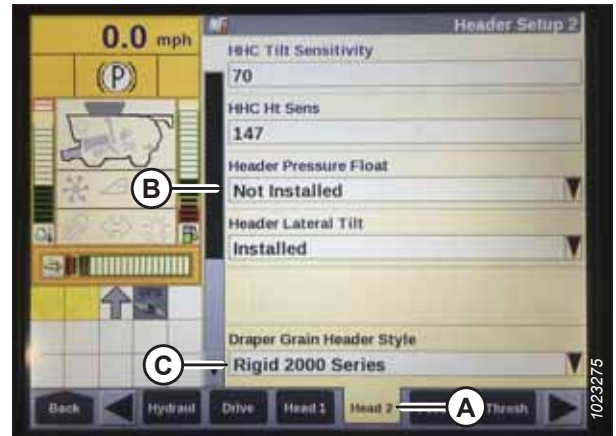 0.0 mph
Header Setup 2
HHC Tilt Sensitivity
70
(P)
HHC Ht Sens
147
Header Pressure Float
B
Not Installed
Header Lateral Tilt
Installed
Draper Grain Header Style
C
Rigid 2000 Series
Back
Hydraul
Drive
Head 1
Head 2
A
Thresh
1023275